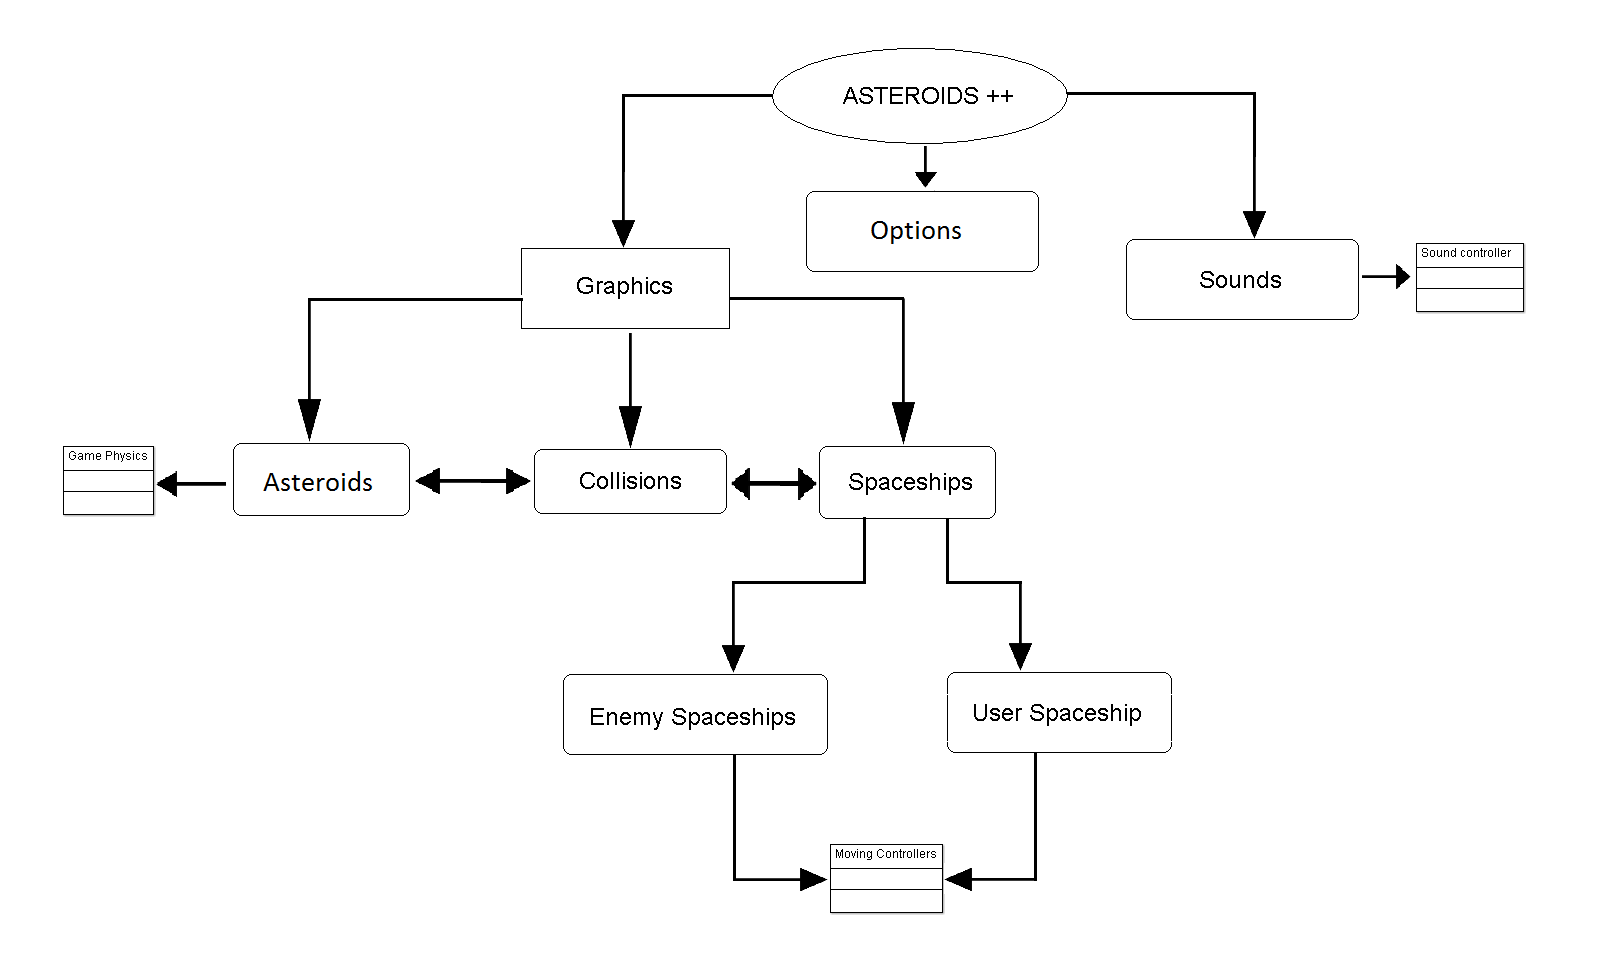 ASTEROIDS ++
Options
Graphics
Sounds
Sound controller
Game Physics
Asteroids
Collisions
Spaceships
Enemy Spaceships
User Spaceship
Moving Controllers